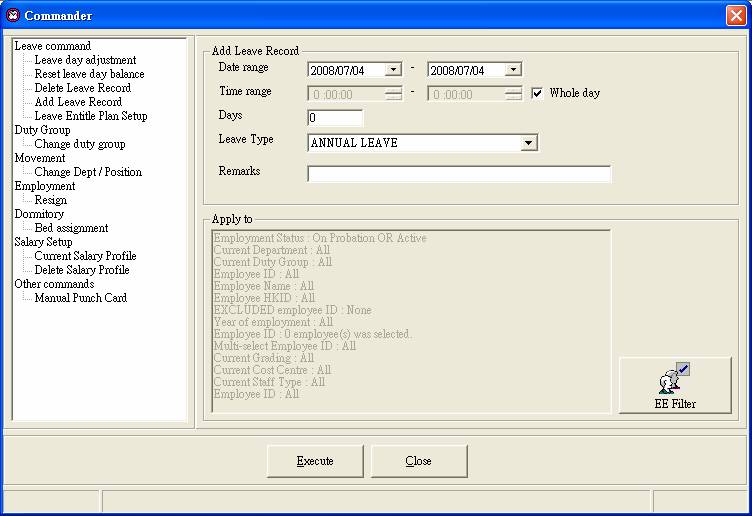 Commander
Leave command
Leave day adjustment
Reset leave day balance
Delete Leave Record
Add Leave Record
Leave Entitle Plan Setup
Duty Group
Change duty group
Movement
Change Dept / Position
Employment
Resign
Dormitory
Bed assignment
Salary Setup
Current Salary Profile
Delete Salary Profile
Other commands
Manual Punch Card
Add Leave Record
Date range 2008/07/04 - 2008/07/04
Time range 0 :00:00 - 0 :00:00 Whole day
Days 0
Leave Type ANNUAL LEAVE
Remarks
Apply to
Employment Status : On Probation OR Active
Current Department : All
Current Duty Group : All
Employee ID : All
Employee Name : All
Employee HKID : All
EXCLUDED employee ID : None
Year of employment : All
Employee ID : 0 employee(s) was selected.
Multi-select Employee ID : All
Current Grading : All
Current Cost Centre : All
Current Staff Type : All
Employee ID : All
EE Filter
Execute Close